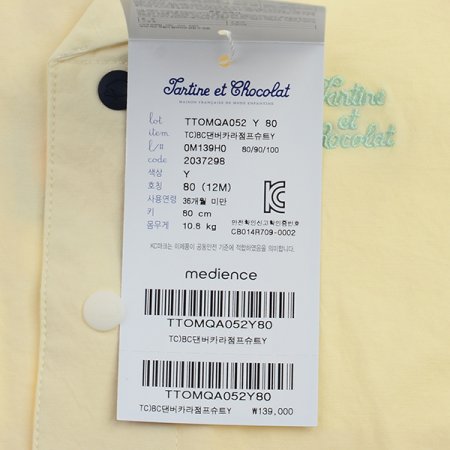 Tartine et Chocolat
MAISON FRANÇAISE DE MODE ENFANTINE
lot TTOMQA052 Y 80
item TC)BC댄버카라점프슈트Y
l/# 0M139H0 80/90/100
code 2037298
색상 Y
호칭 80 (12M)
사용연령 36개월 미만
키 80 cm
몸무게 10.8 kg
안전확인신고확인증번호
CB014R709-0002
KC마크는 이제품이 공동안전 기준에 적합하였음을 의미합니다.
medience
TTOMQA052Y80
TC)BC댄버카라점프슈트Y
TTOMQA052Y80
TC)BC댄버카라점프슈트Y ₩139,000
Tartine
et
Chocolat